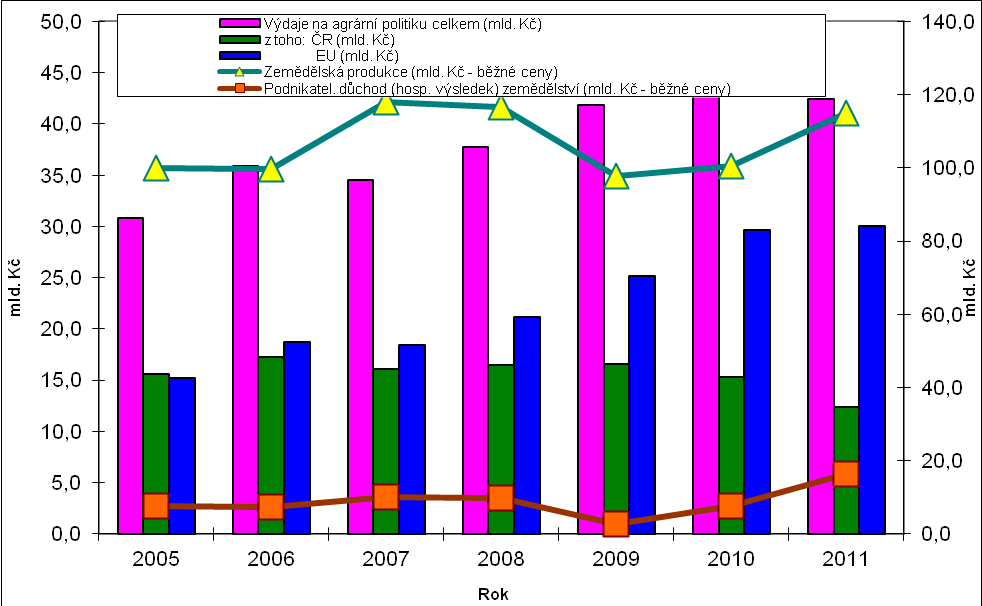 Výdaje na agrární politiku celkem (mld. Kč)
z toho: ČR (mld. Kč)
EU (mld. Kč)
Zemědělská produkce (mld. Kč - běžné ceny)
Podnikatel. důchod (hosp. výsledek) zemědělství (mld. Kč - běžné ceny)
50,0
45,0
40,0
35,0
30,0
25,0
20,0
15,0
10,0
5,0
0,0
mld. Kč
140,0
120,0
100,0
80,0
60,0
40,0
20,0
0,0
mld. Kč
2005 2006 2007 2008 2009 2010 2011
Rok